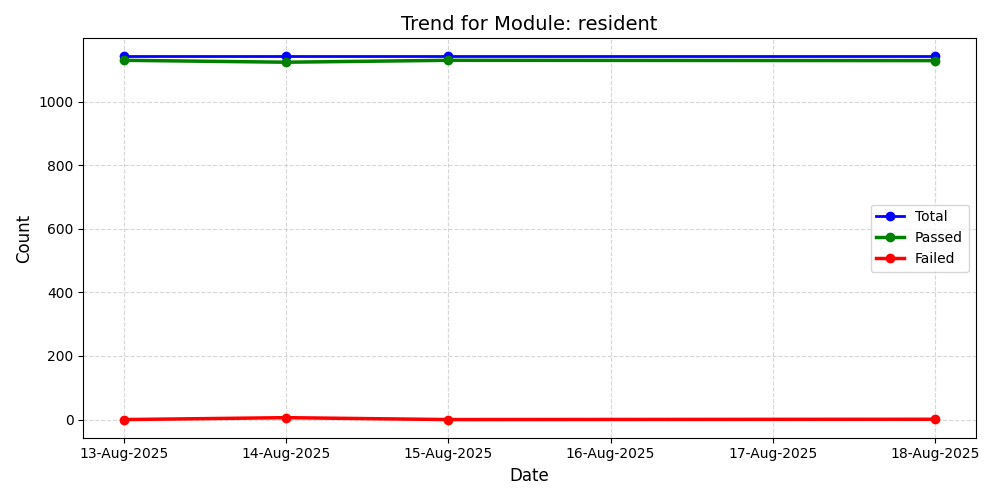 Trend for Module: resident
Count
1000
800
600
400
200
0
Total
Passed
Failed
13-Aug-2025
14-Aug-2025
15-Aug-2025
16-Aug-2025
17-Aug-2025
18-Aug-2025
Date